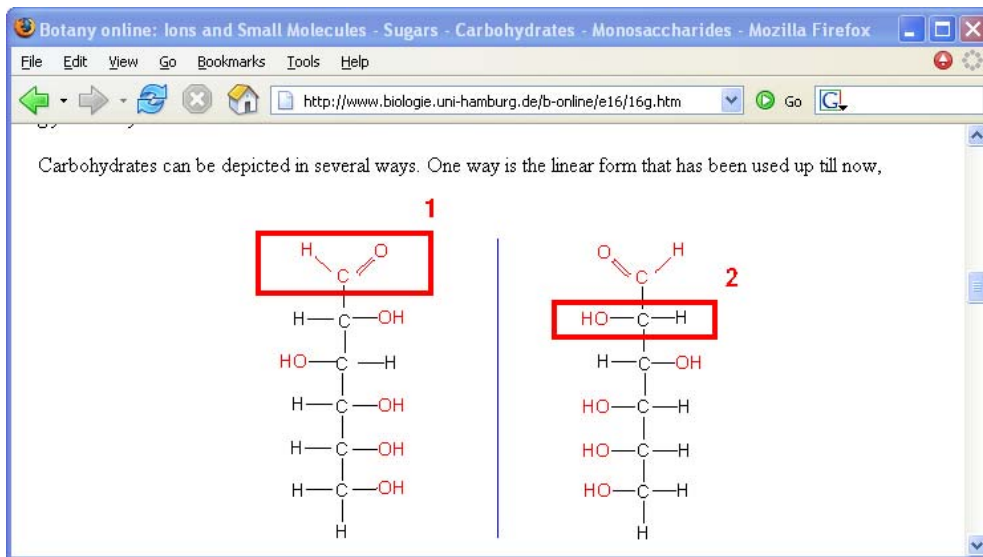 Botany online: Ions and Small Molecules - Sugars - Carbohydrates - Monosaccharides - Mozilla Firefox
File Edit View Go Bookmarks Tools Help
http://www.biologie.uni-hamburg.de/b-online/e16/16g.htm Go G
Carbohydrates can be depicted in several ways. One way is the linear form that has been used up till now,
1
H O O H
C C
2
H C OH HO C H
HO C H H C OH
H C OH HO C H
H C OH HO C H
H C OH HO C H
H H